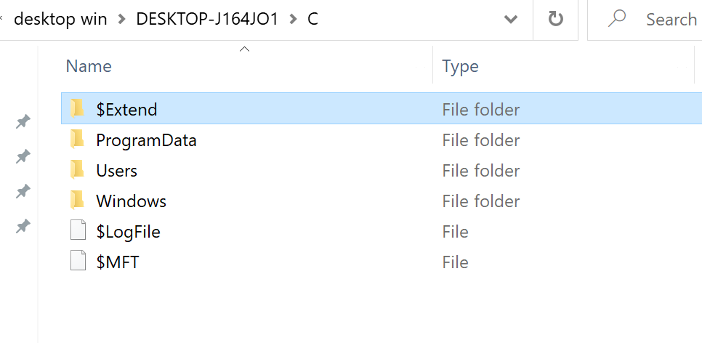 desktop win > DESKTOP-J164JO1 > C Search
Name Type
$Extend File folder
ProgramData File folder
Users File folder
Windows File folder
$LogFile File
$MFT File